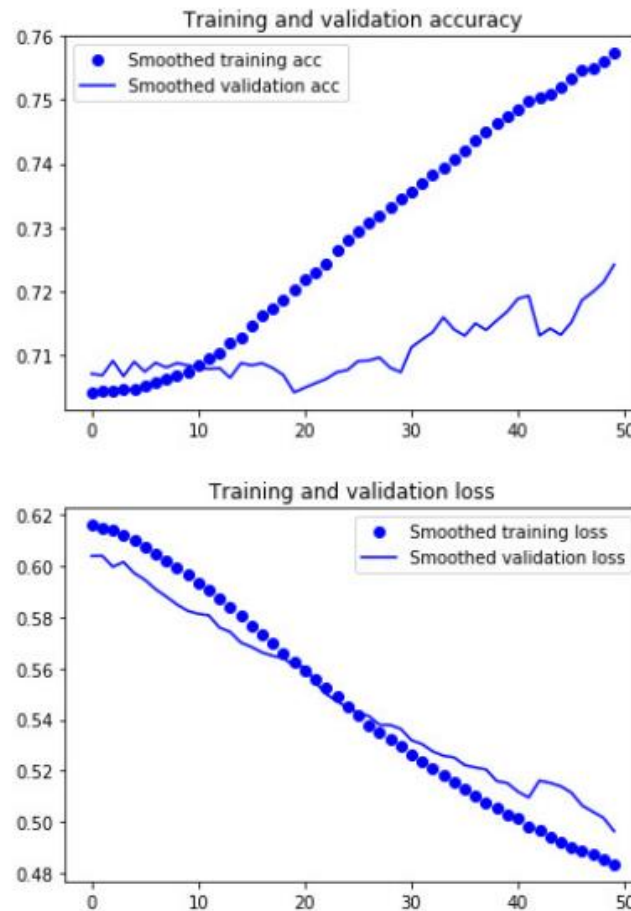 Training and validation accuracy
0.76
Smoothed training acc
Smoothed validation acc
0.75
0.74
0.73
0.72
0.71
0 10 20 30 40 50
Training and validation loss
0.62
Smoothed training loss
Smoothed validation loss
0.60
0.58
0.56
0.54
0.52
0.50
0.48
0 10 20 30 40 50